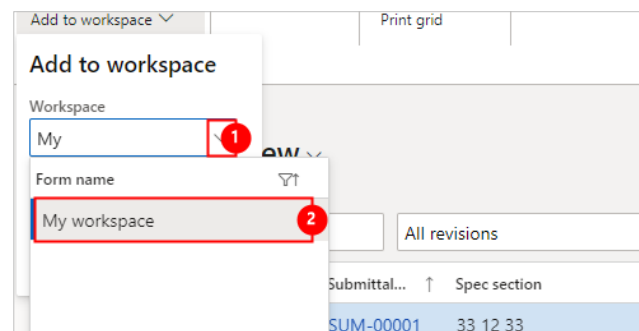 Add to workspace
Print grid
Add to workspace
Workspace
My
1
ew
Form name
My workspace
2
All revisions
Submittal... ↑ Spec section
SUM-00001 33 12 33